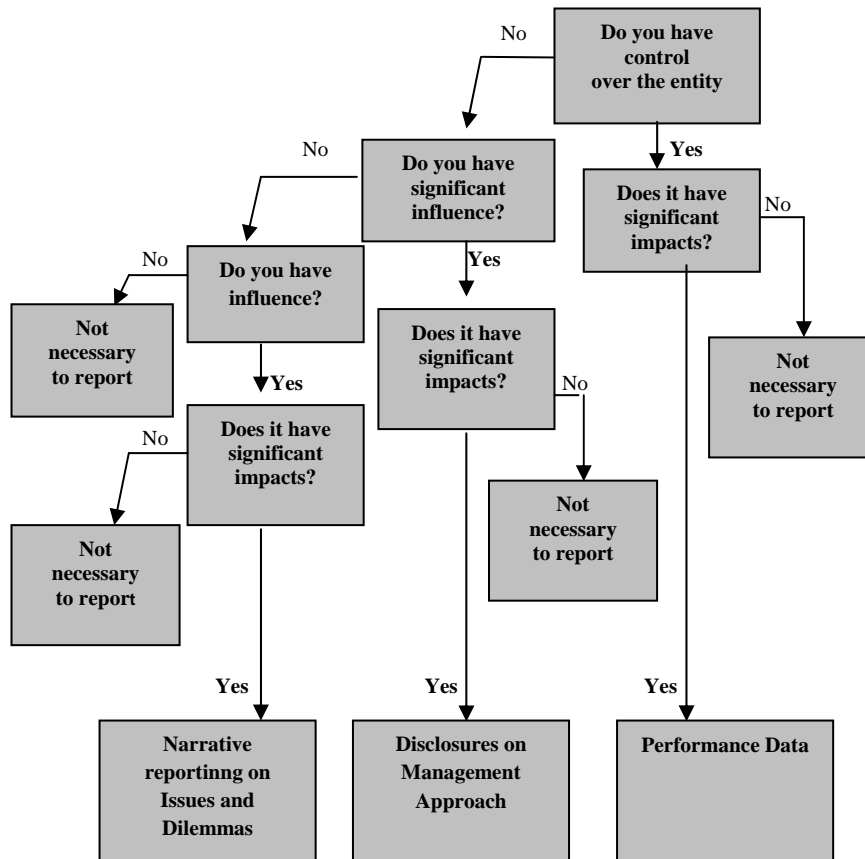 No
Do you have
control
over the entity
No
Do you have
significant
influence?
Yes
Does it have
significant
impacts?
No
No
Do you have
influence?
Yes
Not
necessary
to report
Does it have
significant
impacts?
No
Not
necessary
to report
Yes
No
Does it have
significant
impacts?
Not
necessary
to report
Not
necessary
to report
Yes
Yes
Yes
Narrative
reportinng on
Issues and
Dilemmas
Disclosures on
Management
Approach
Performance Data